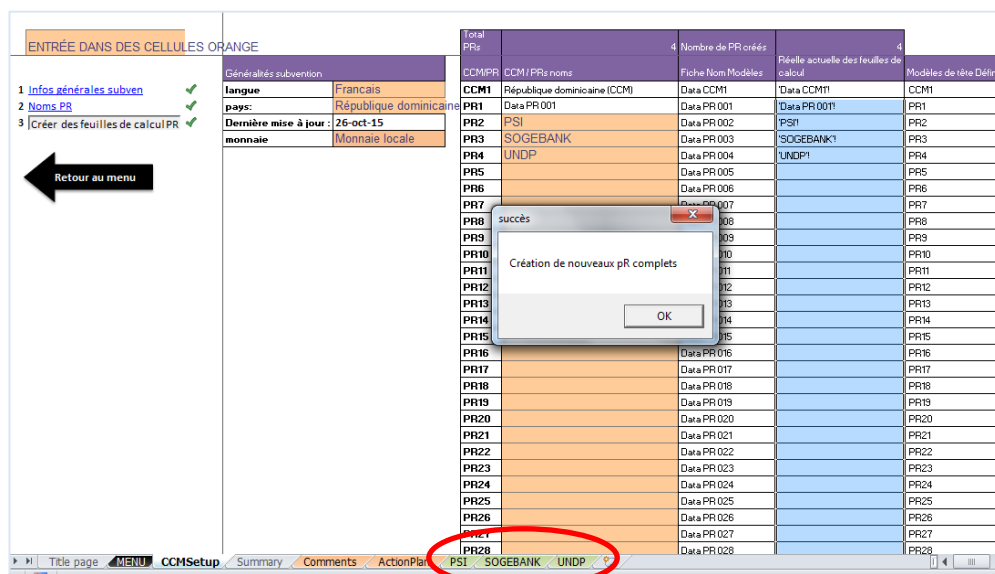 ENTRÉE DANS DES CELLULES ORANGE
Total PRs 4 Nombre de PR créés 4
Généralités subvention CCM/PR CCM / PRs noms Fiche Nom Modèles Réelle actuelle des feuilles de calcul Modèles de tête Défin
1 Infos générales subven langue Francais CCM1 République dominicaine (CCM) Data CCM1 'Data CCM1'! CCM1
2 Noms PR pays: République dominicaine PR1 Data PR 001 Data PR 001 'Data PR 001'! PR1
3 Créer des feuilles de calcul PR Dernière mise à jour : 26-oct-15 PR2 PSI Data PR 002 'PSI'! PR2
monnaie Monnaie locale PR3 SOGEBANK Data PR 003 'SOGEBANK'! PR3
PR4 UNDP Data PR 004 'UNDP'! PR4
Retour au menu
PR5 Data PR 005 PR5
PR6 Data PR 006 PR6
PR7 Data PR 007 PR7
PR8 008 PR8
PR9 009 PR9
PR10 010 PR10
PR11 011 PR11
PR12 012 PR12
PR13 013 PR13
PR14 014 PR14
PR15 015 PR15
succès
Création de nouveaux pR complets
OK
PR16 Data PR 016 PR16
PR17 Data PR 017 PR17
PR18 Data PR 018 PR18
PR19 Data PR 019 PR19
PR20 Data PR 020 PR20
PR21 Data PR 021 PR21
PR22 Data PR 022 PR22
PR23 Data PR 023 PR23
PR24 Data PR 024 PR24
PR25 Data PR 025 PR25
PR26 Data PR 026 PR26
PR27 Data PR 027 PR27
PR28 Data PR 028 PR28
Title page MENU CCMSetup Summary Comments ActionPlan PSI SOGEBANK UNDP